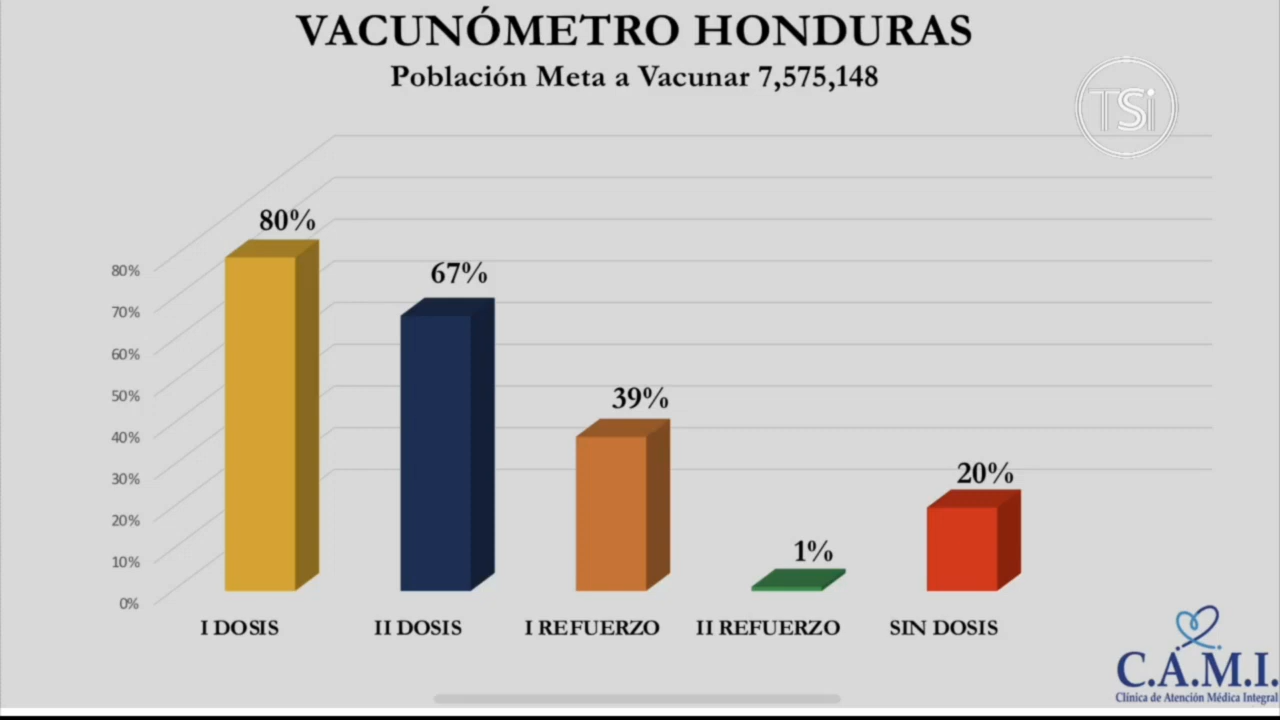 VACUNÓMETRO HONDURAS
Población Meta a Vacunar 7,575,148
TSi
80%
67%
39%
1%
20%
80%
70%
60%
50%
40%
30%
20%
10%
0%
I DOSIS
II DOSIS
I REFUERZO
II REFUERZO
SIN DOSIS
C.A.M.I.
Clínica de Atención Médica Integral